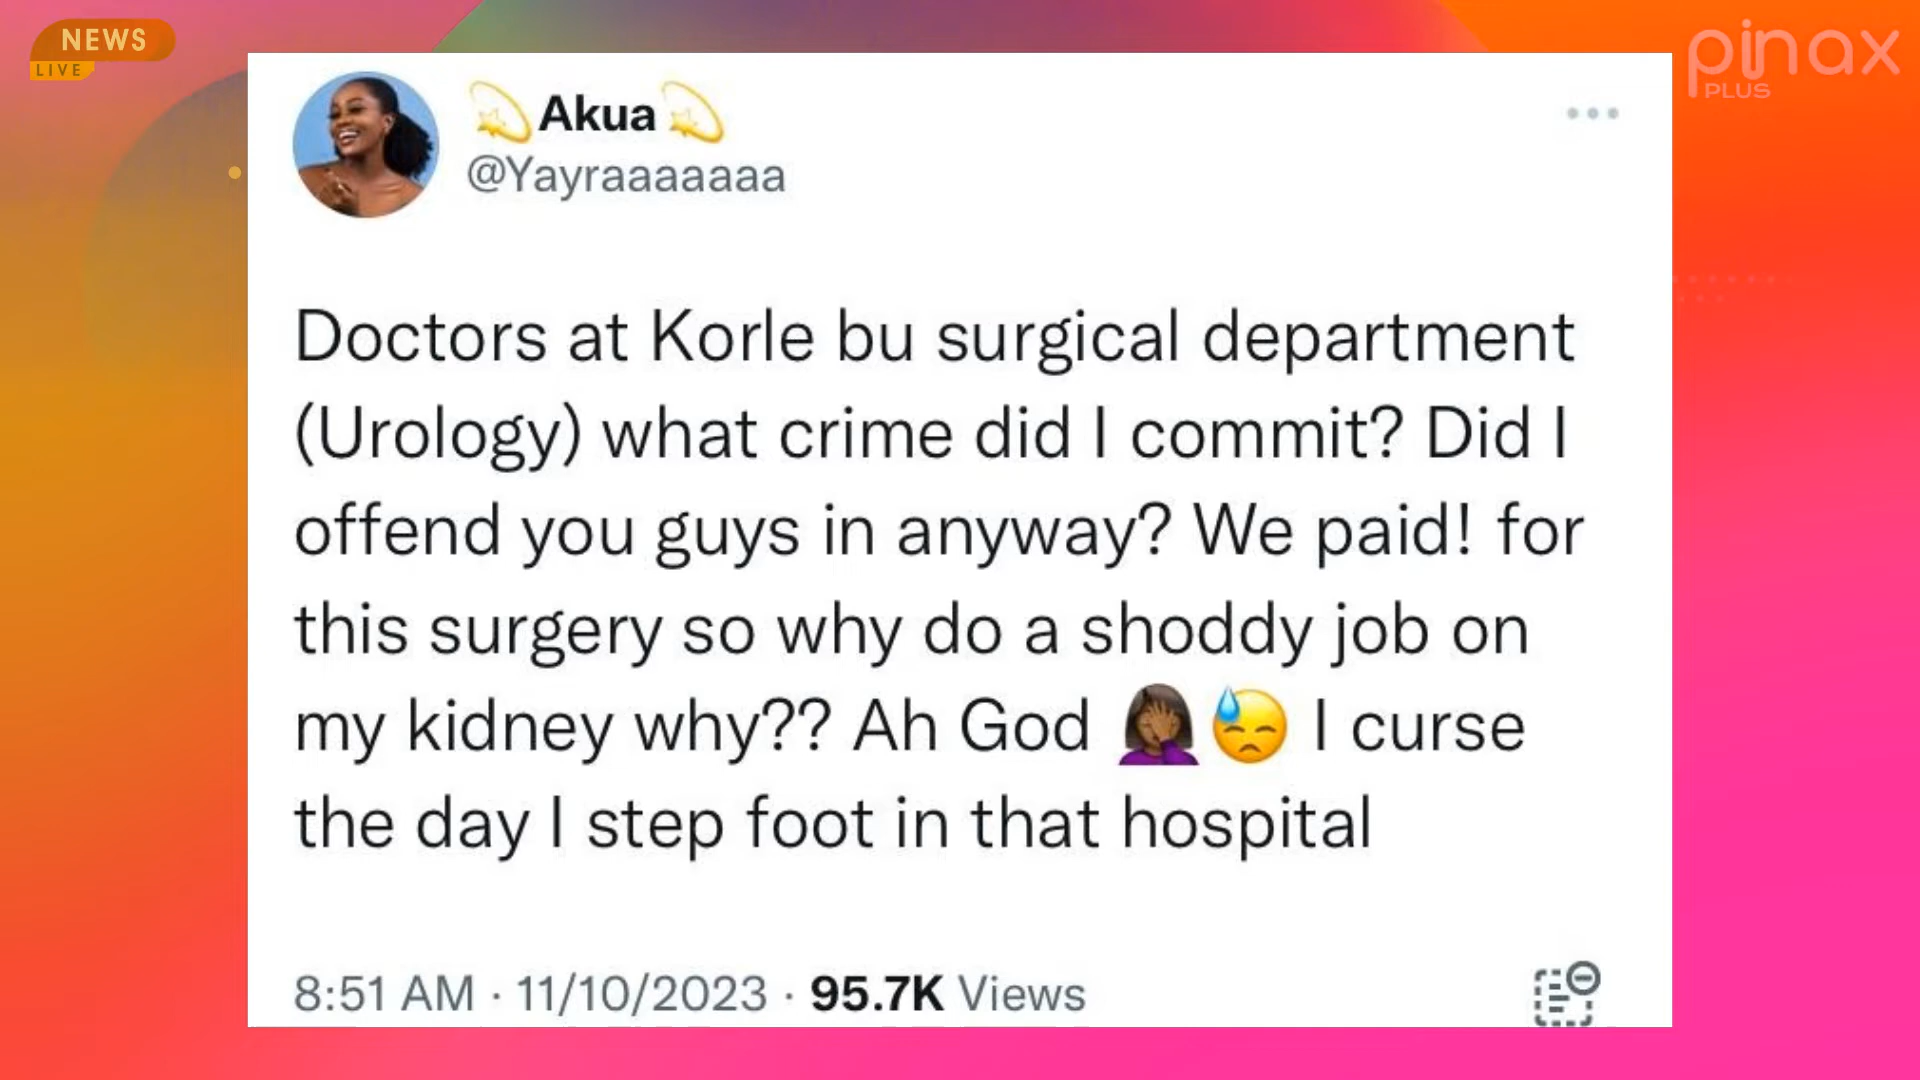 NEWS
LIVE
pinax
PLUS
💫Akua💫
@Yayraaaaaaa
Doctors at Korle bu surgical department
(Urology) what crime did I commit? Did I
offend you guys in anyway? We paid! for
this surgery so why do a shoddy job on
my kidney why?? Ah God 🤦🏾‍♀️😓 I curse
the day I step foot in that hospital
8:51 AM · 11/10/2023 · 95.7K Views